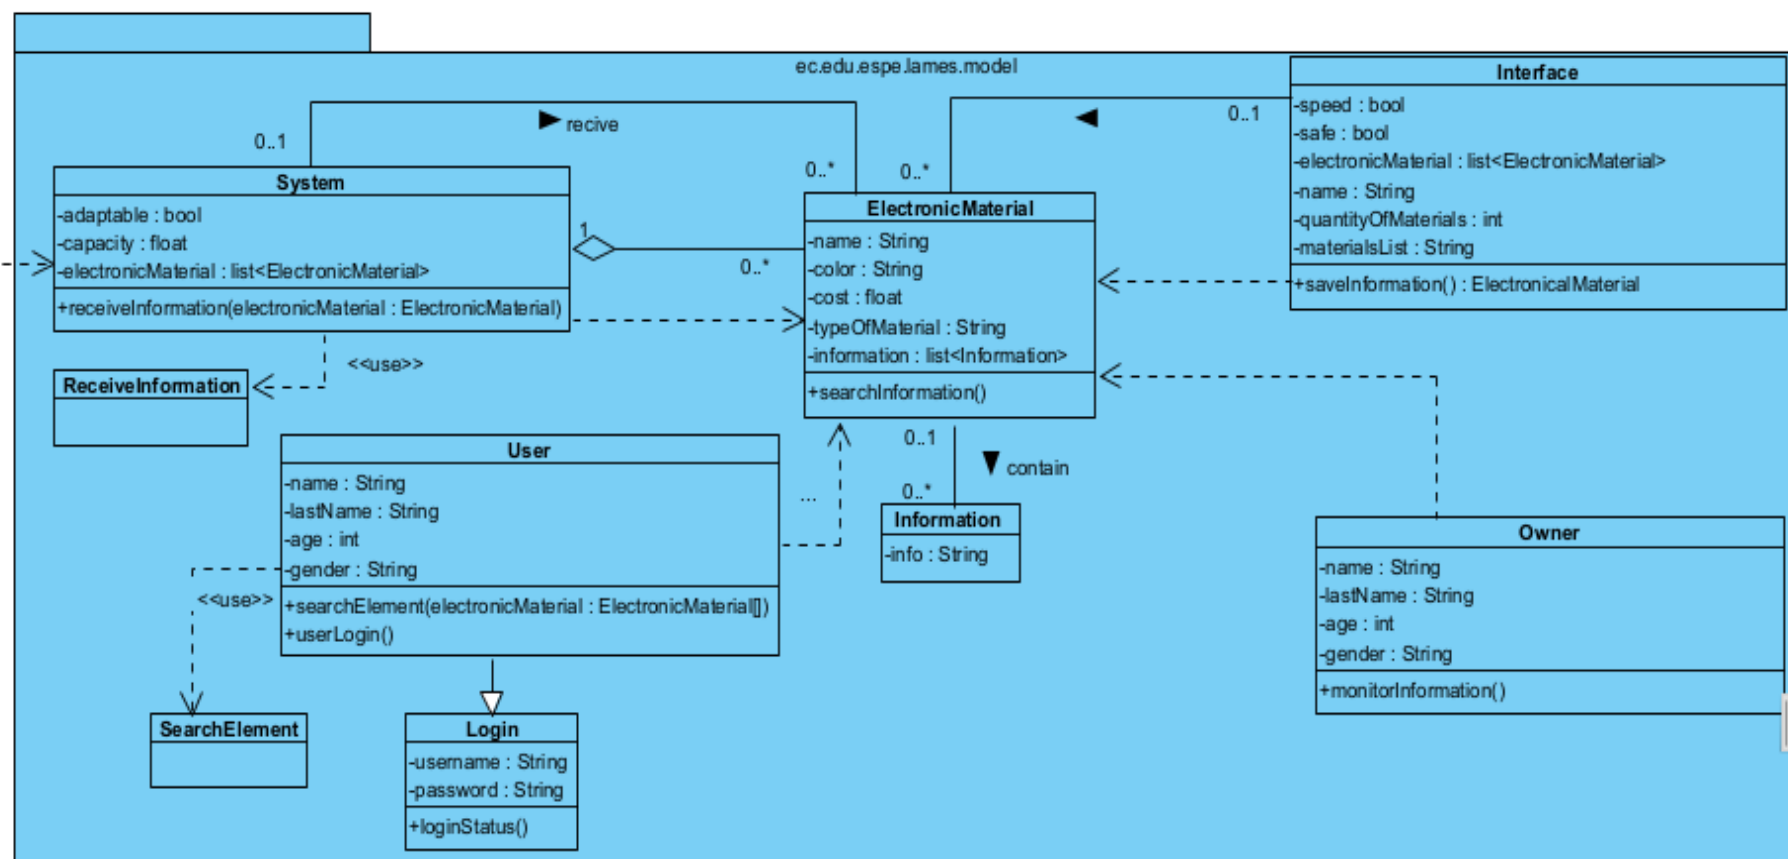 ec.edu.espe.lames.model
recive
0..1
0..*
0..*
0..1
System
-adaptable : bool
-capacity : float
-electronicMaterial : list<ElectronicMaterial>
+receiveInformation(electronicMaterial : ElectronicMaterial)
1
0..*
<<use>>
ReceiveInformation
ElectronicMaterial
-name : String
-color : String
-cost : float
-typeOfMaterial : String
-information : list<Information>
+searchInformation()
Interface
-speed : bool
-safe : bool
-electronicMaterial : list<ElectronicMaterial>
-name : String
-quantityOfMaterials : int
-materialsList : String
+saveInformation() : ElectronicalMaterial
User
-name : String
-lastName : String
-age : int
-gender : String
+searchElement(electronicMaterial : ElectronicMaterial[])
+userLogin()
...
0..1
contain
0..*
Information
-info : String
<<use>>
SearchElement
Login
-username : String
-password : String
+loginStatus()
Owner
-name : String
-lastName : String
-age : int
-gender : String
+monitorInformation()